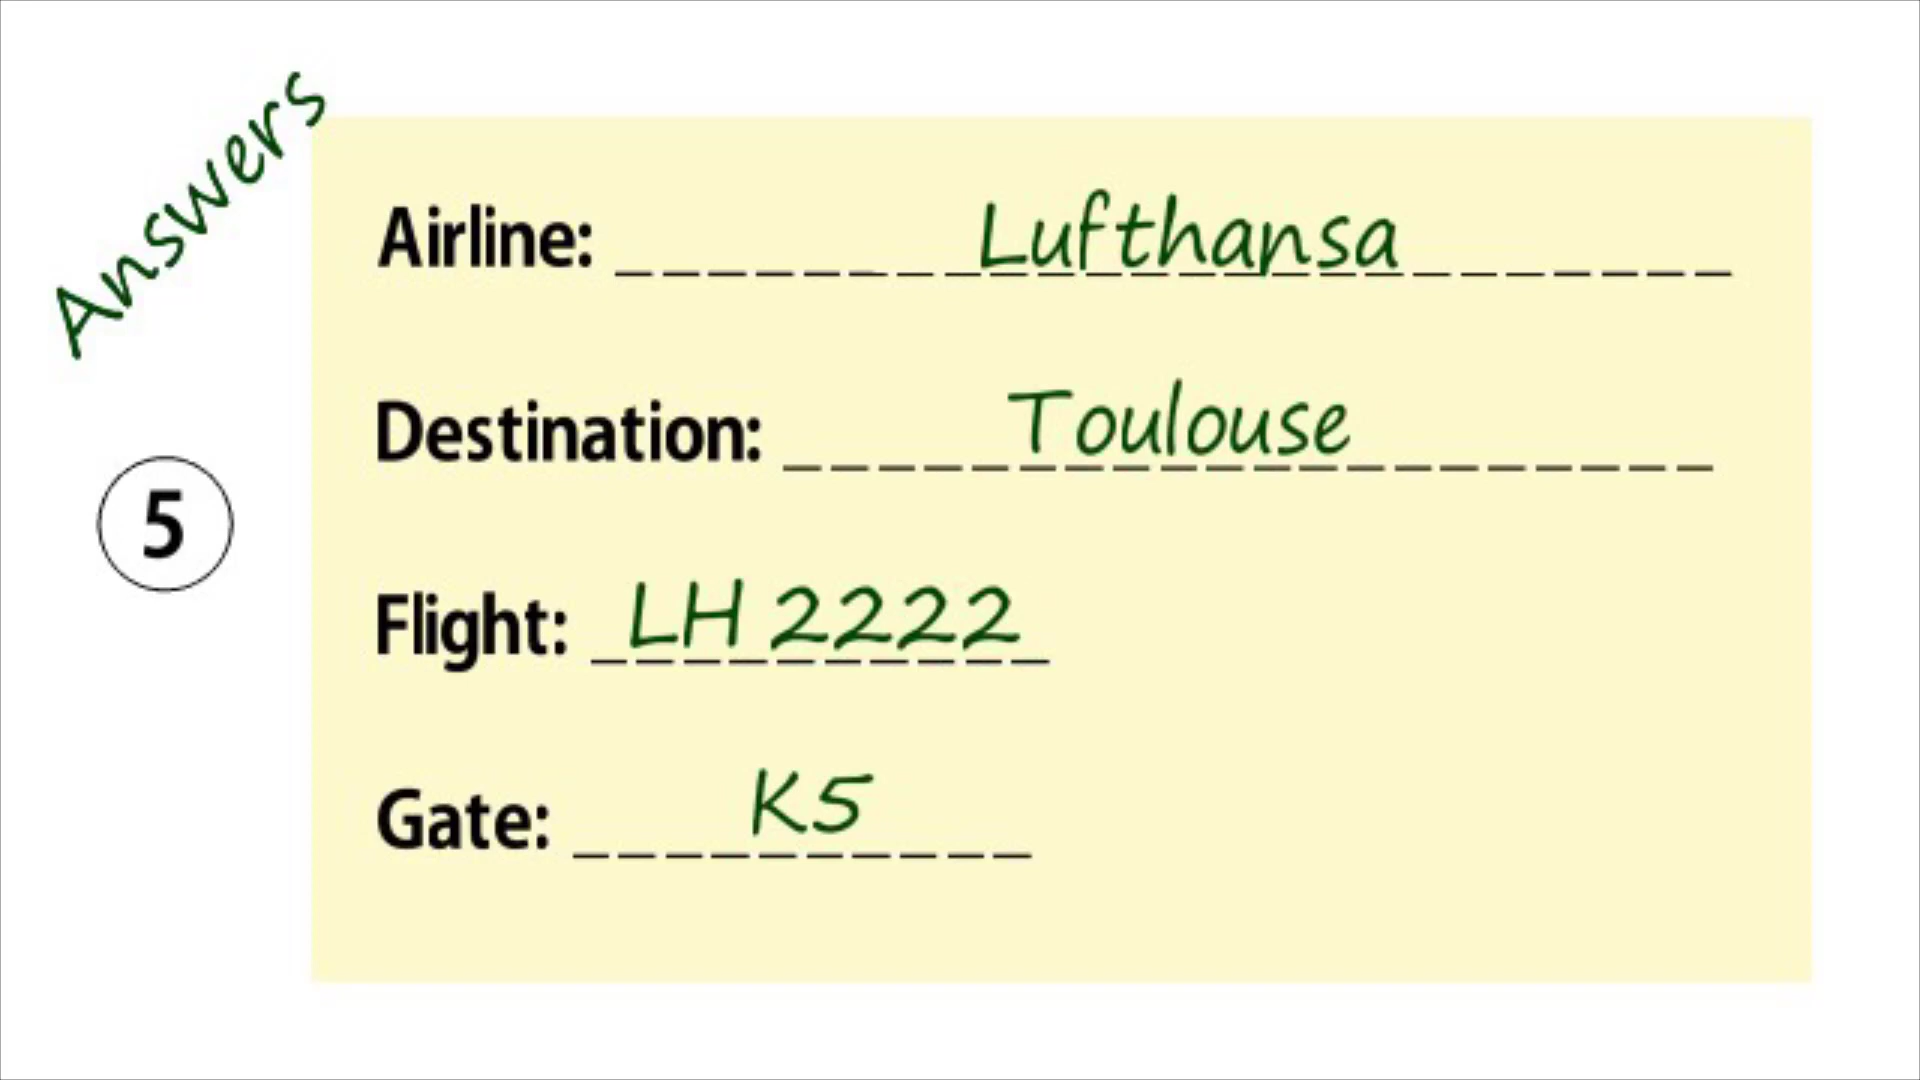 Answers
Airline: Lufthansa
Destination: Toulouse
5
Flight: LH 2222
Gate: K5